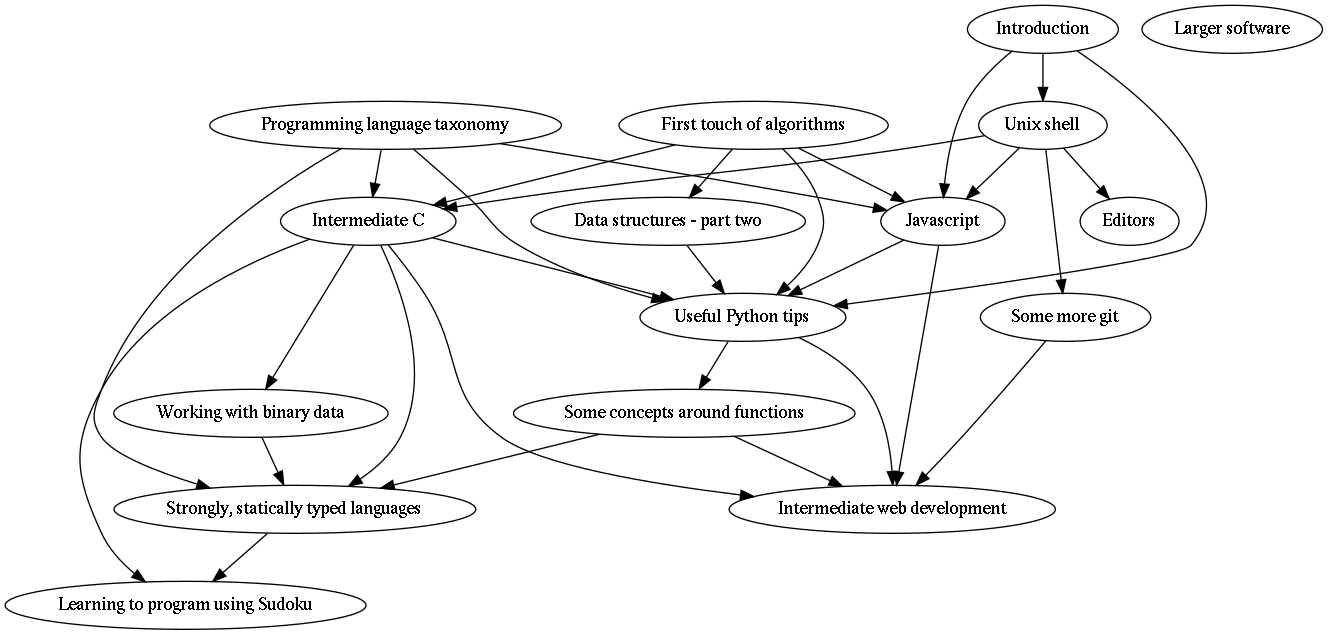 Introduction
Larger software
Programming language taxonomy
First touch of algorithms
Unix shell
Intermediate C
Data structures - part two
Javascript
Editors
Useful Python tips
Some more git
Working with binary data
Some concepts around functions
Strongly, statically typed languages
Intermediate web development
Learning to program using Sudoku